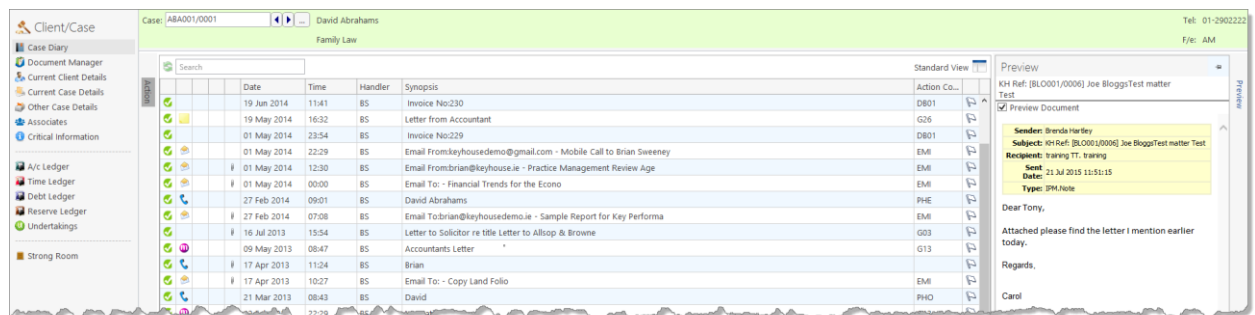 Client/Case
Case Diary
Document Manager
Current Client Details
Current Case Details
Other Case Details
Associates
Critical Information
A/c Ledger
Time Ledger
Debt Ledger
Reserve Ledger
Undertakings
Strong Room
Case: ABA001/0001 ... David Abrahams Tel: 01-2902222
Family Law F/e: AM
Action
Search Standard View
Date Time Handler Synopsis Action Co...
19 Jun 2014 11:41 BS Invoice No:230 DB01
19 May 2014 16:32 BS Letter from Accountant G26
01 May 2014 23:54 BS Invoice No:229 DB01
01 May 2014 22:29 BS Email From:keyhousedemo@gmail.com - Mobile Call to Brian Sweeney EMI
01 May 2014 12:30 BS Email From:brian@keyhouse.ie - Practice Management Review Age EMI
01 May 2014 00:00 BS Email To: - Financial Trends for the Econo EMI
27 Feb 2014 09:01 BS David Abrahams PHE
27 Feb 2014 07:08 BS Email To:brian@keyhousedemo.ie - Sample Report for Key Performa EMI
16 Jul 2013 15:54 BS Letter to Solicitor re title Letter to Allsop & Browne G03
09 May 2013 08:47 BS Accountants Letter G13
17 Apr 2013 11:24 BS Brian
17 Apr 2013 10:27 BS Email To: - Copy Land Folio EMI
21 Mar 2013 08:43 BS David PHO
22:29
Preview
KH Ref: [BLO001/0006] Joe BloggsTest matter
Test
Preview Document
Sender: Brenda Hartley
Subject: KH Ref: [BLO001/0006] Joe BloggsTest matter Test
Recipient: training TT. training
Sent Date: 21 Jul 2015 11:51:15
Type: IPM.Note
Dear Tony,
Attached please find the letter I mention earlier
today.
Regards,
Carol
Preview